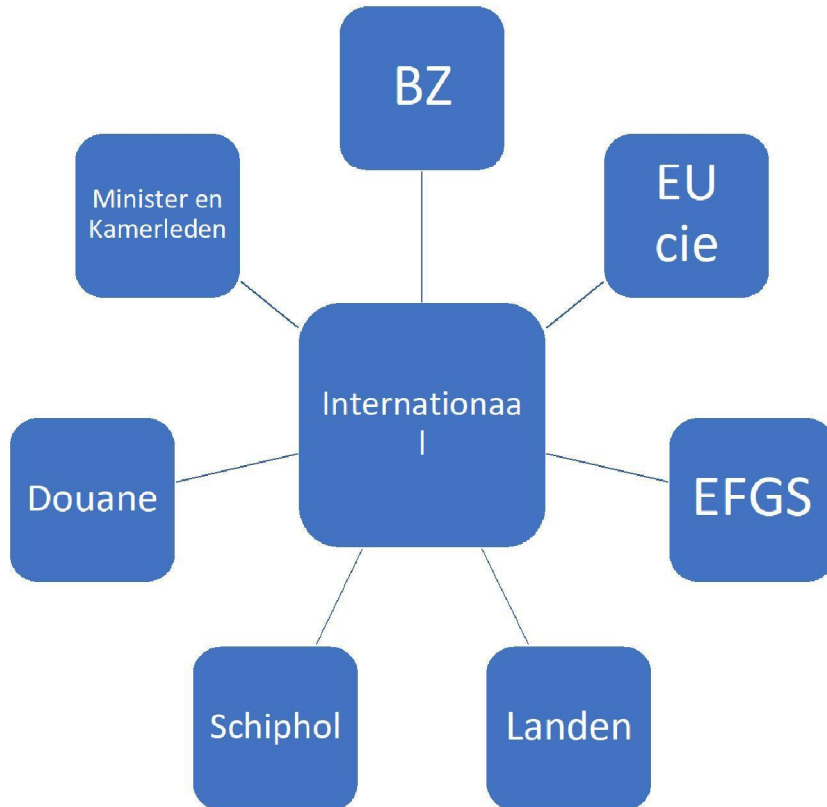 BZ
EU
cie
Minister en
Kamerleden
Internationaa
l
EFGS
Douane
Schiphol
Landen